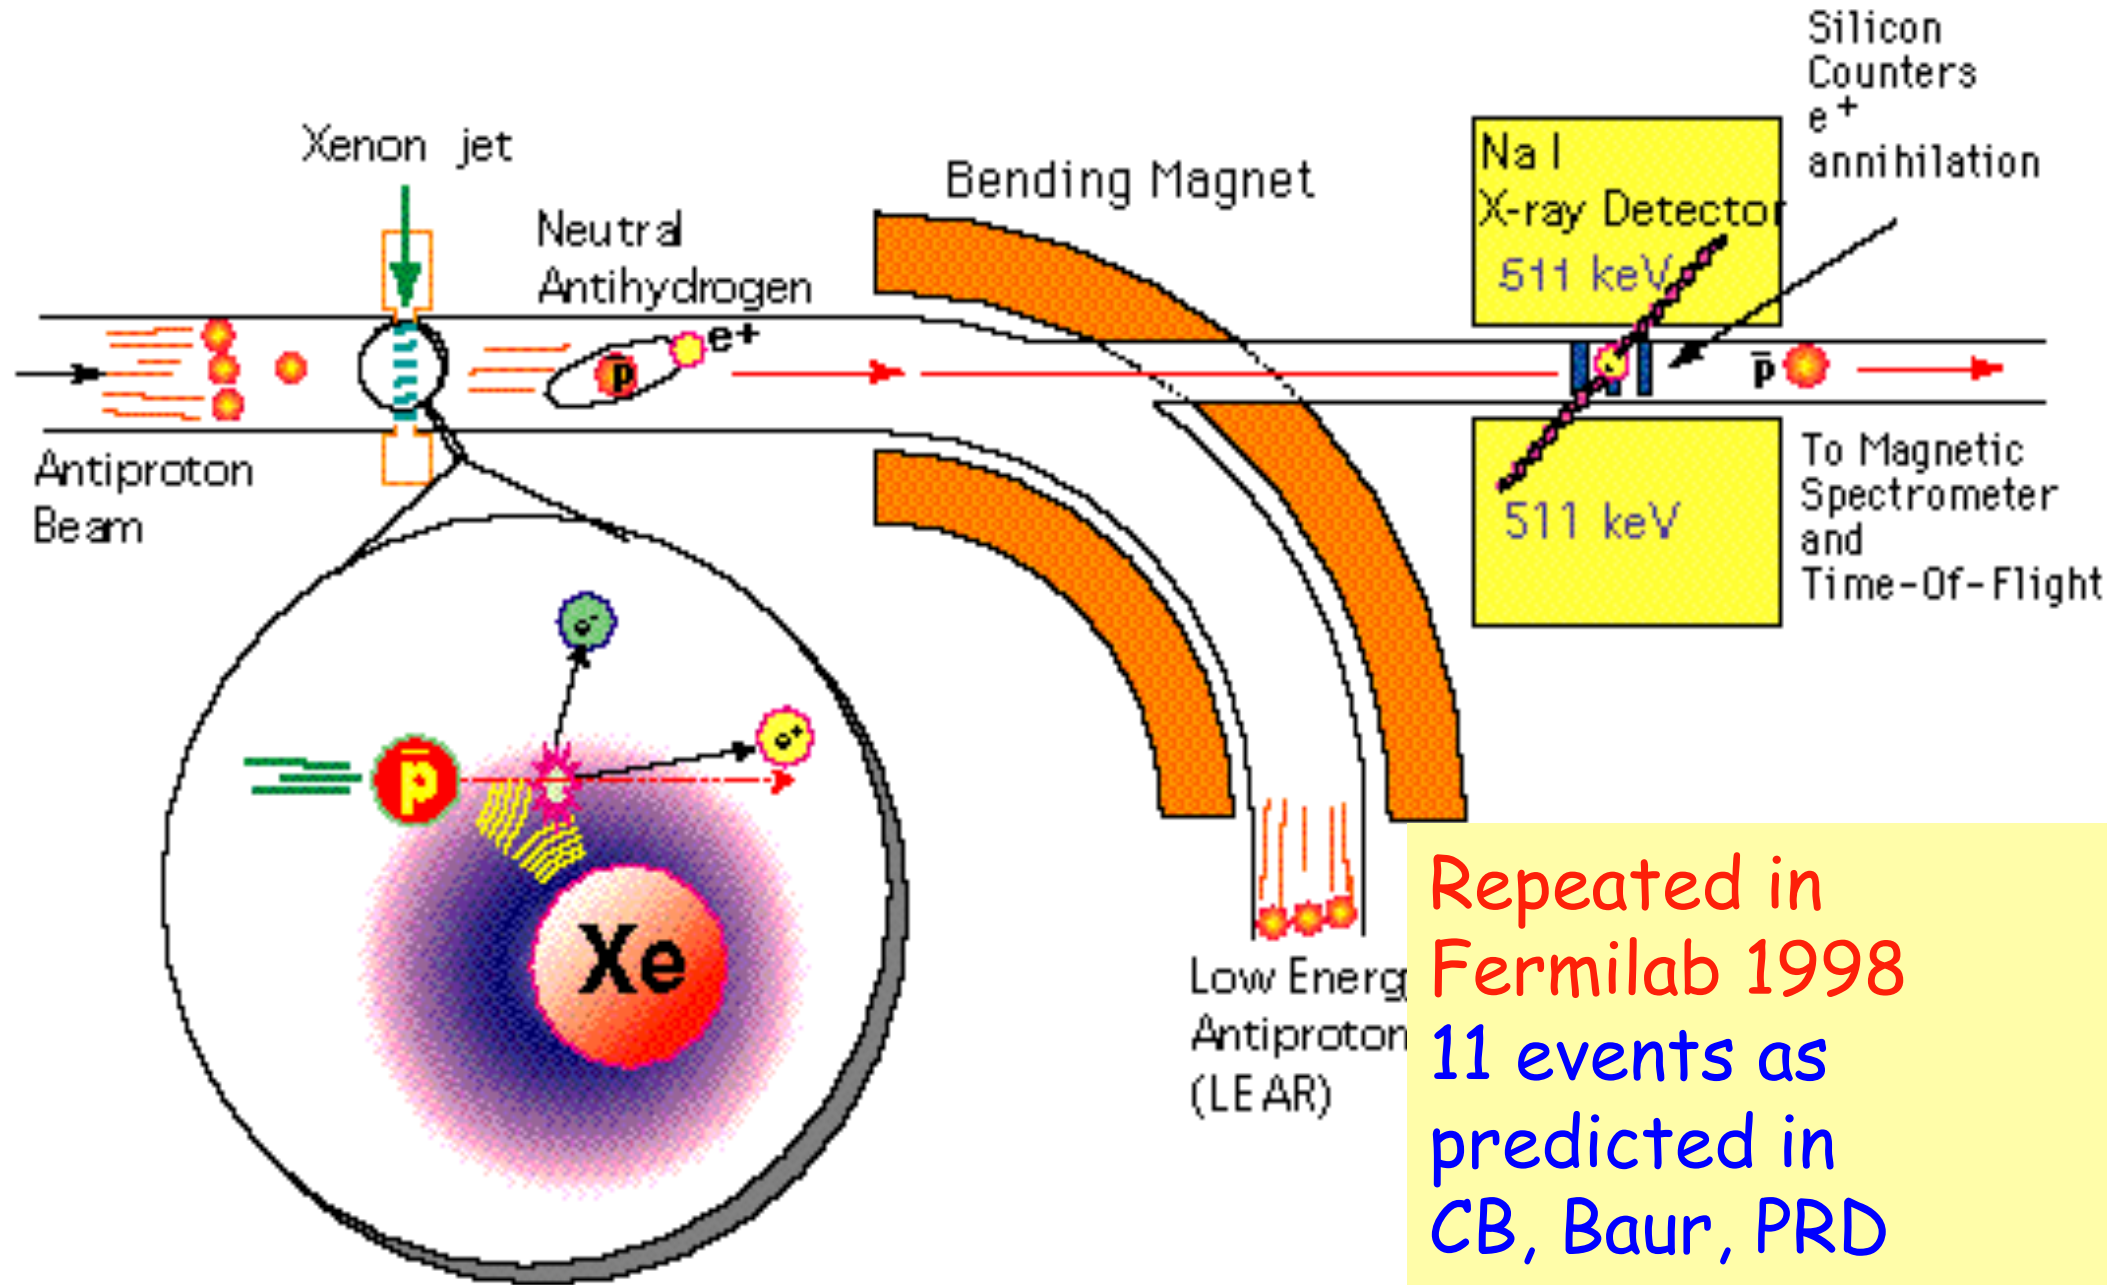 Silicon
Counters
e+
annihilation
Xenon jet
Bending Magnet
Na I
X-ray Detector
511 keV
Neutral
Antihydrogen
e+
p̄
p̄
Antiproton
Beam
511 keV
To Magnetic
Spectrometer
and
Time-Of-Flight
e-
e+
p̄
Xe
Low Energ
Antiproton
(LEAR)
Repeated in
Fermilab 1998
11 events as
predicted in
CB, Baur, PRD